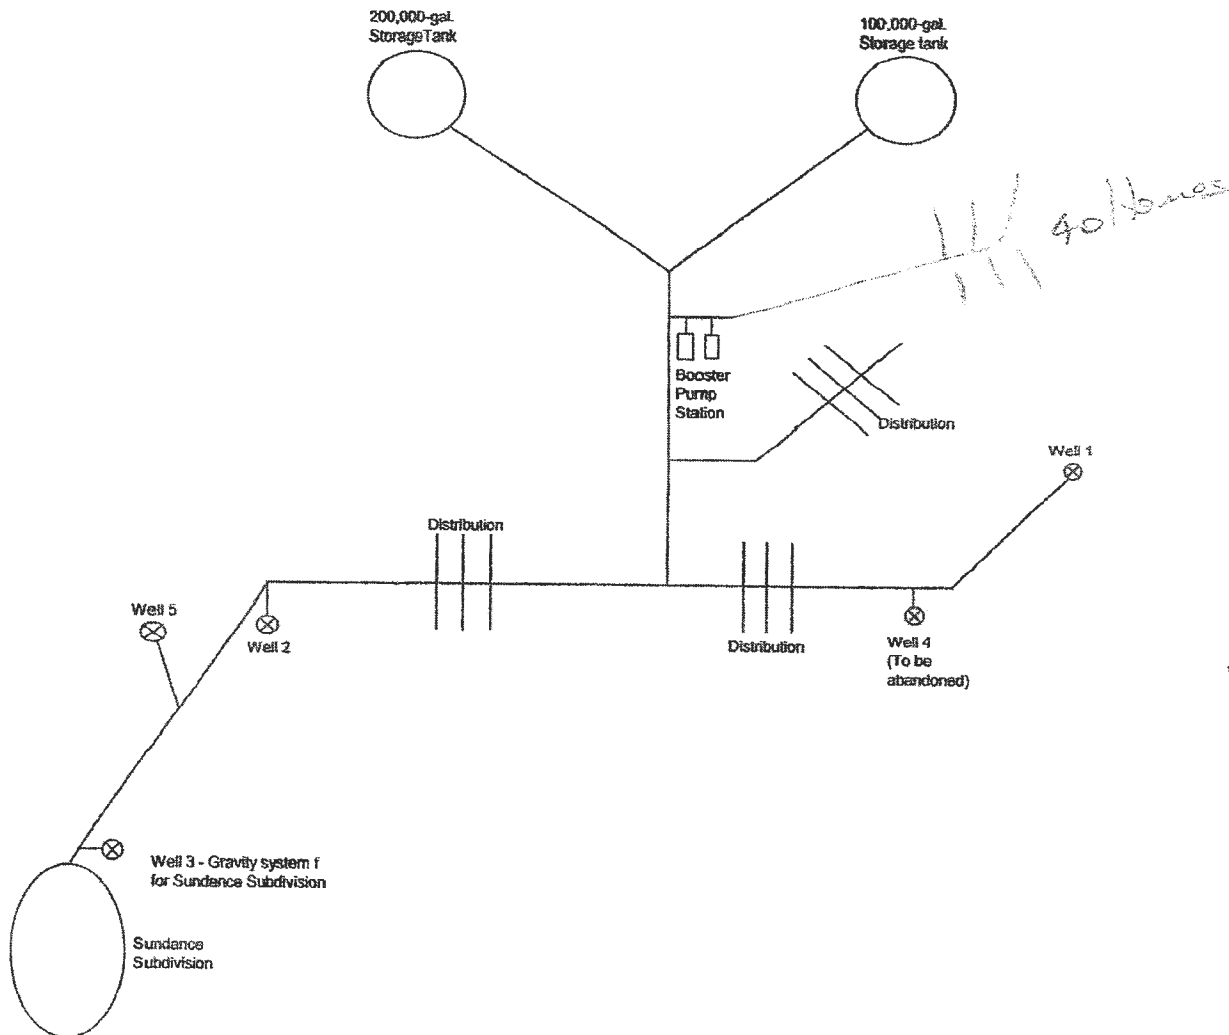 200,000-gal.
StorageTank
100,000-gal.
Storage tank
40 Homes
Booster
Pump
Station
Distribution
Well 1
Distribution
Well 5
Well 2
Distribution
Well 4
(To be
abandoned)
Well 3 - Gravity system f
for Sundance Subdivision
Sundance
Subdivision